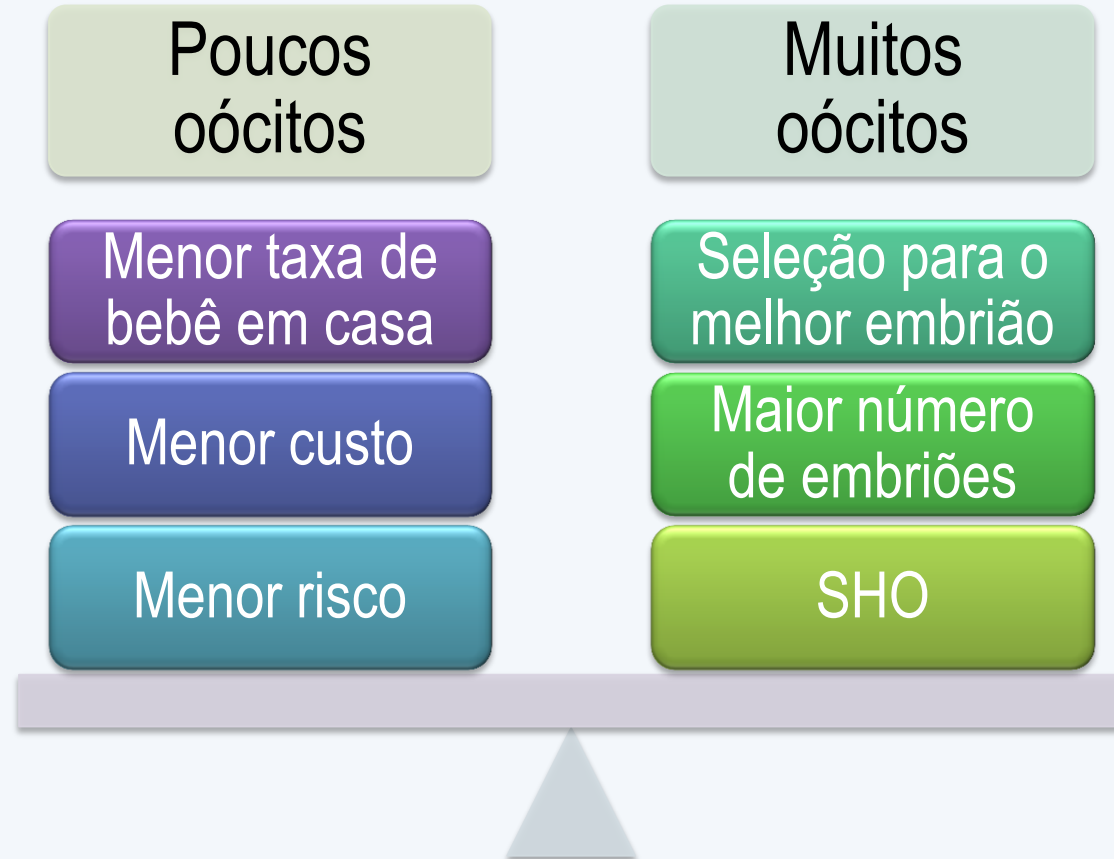 Poucos
oócitos
Menor taxa de
bebê em casa
Menor custo
Menor risco
Muitos
oócitos
Seleção para o
melhor embrião
Maior número
de embriões
SHO